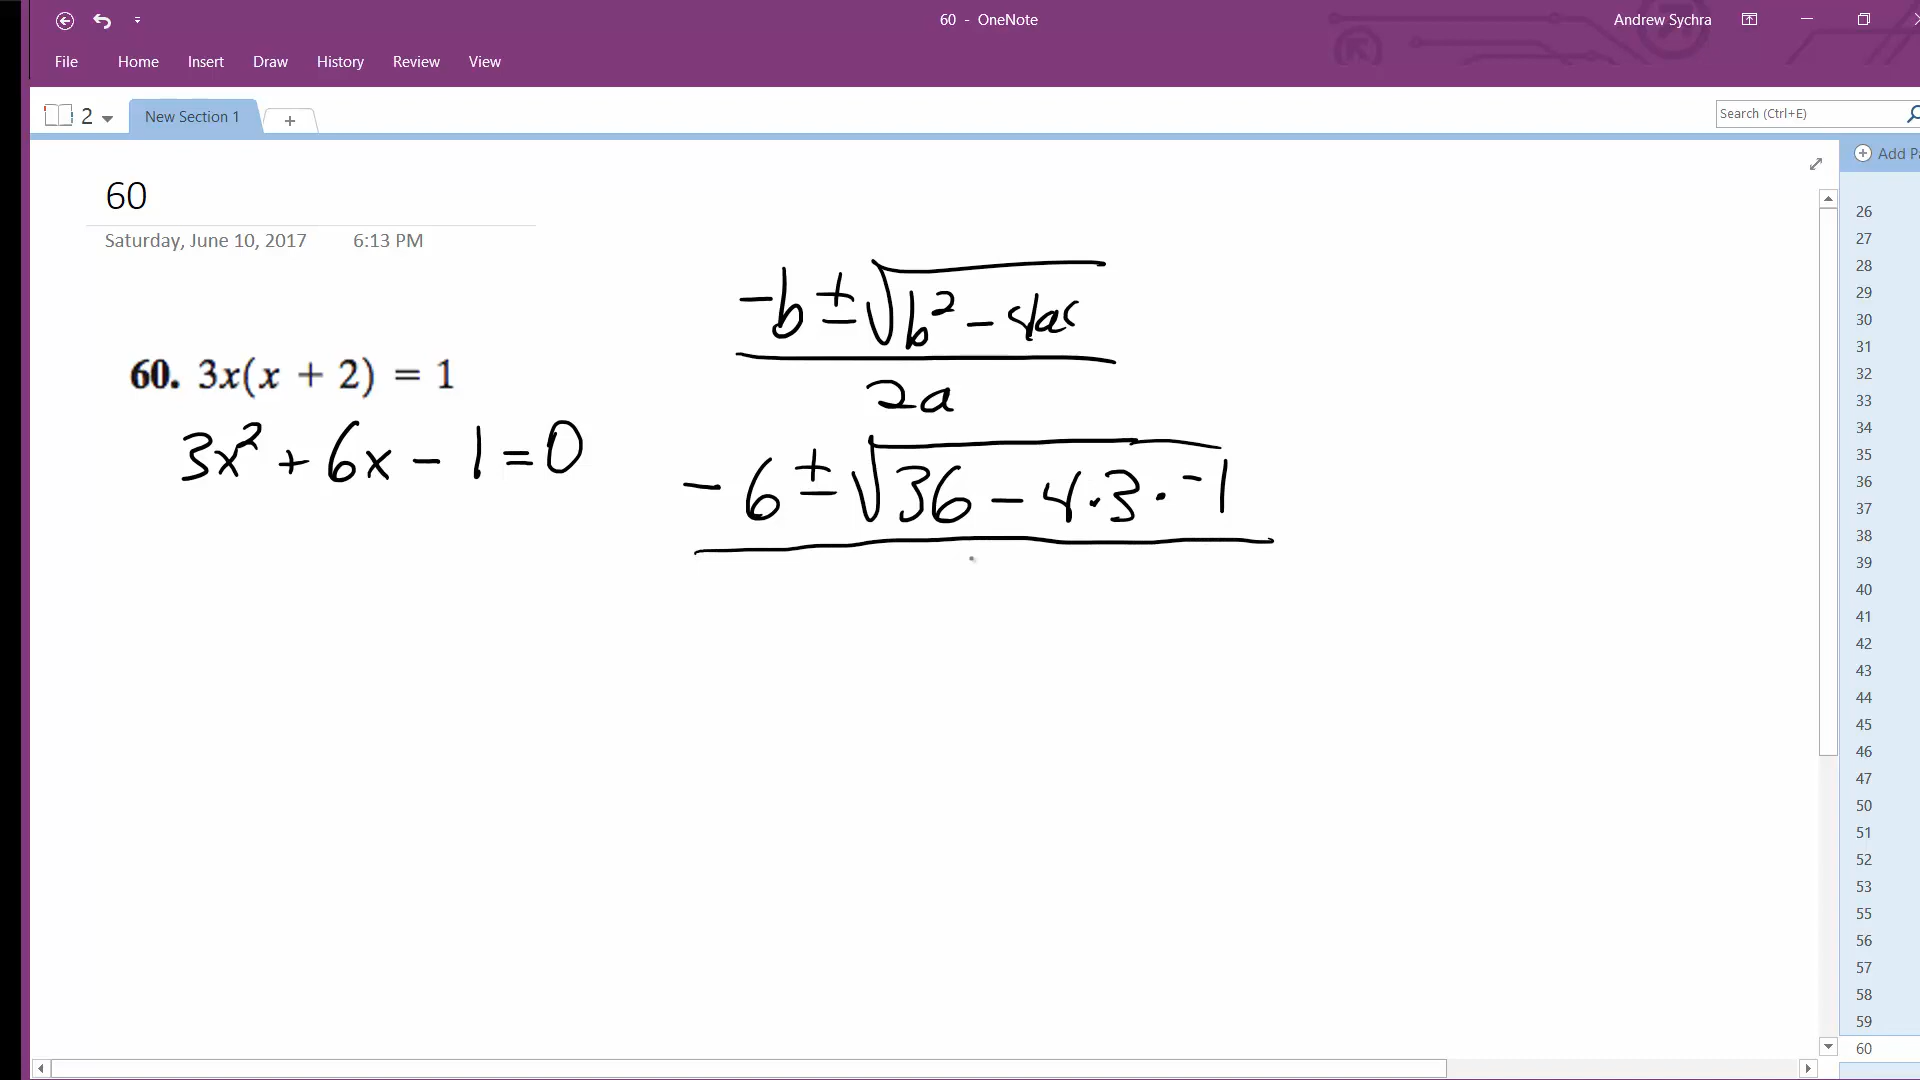 60 - OneNote
Andrew Sychra
File Home Insert Draw History Review View
2 New Section 1 +
Search (Ctrl+E)
60
Saturday, June 10, 2017 6:13 PM
60. 3x(x + 2) = 1
3x² + 6x - 1 = 0
-b ± √b² - 4ac
2a
-6 ± √36 - 4·3·-1
Add Pa
26
27
28
29
30
31
32
33
34
35
36
37
38
39
40
41
42
43
44
45
46
47
50
51
52
53
55
56
57
58
59
60